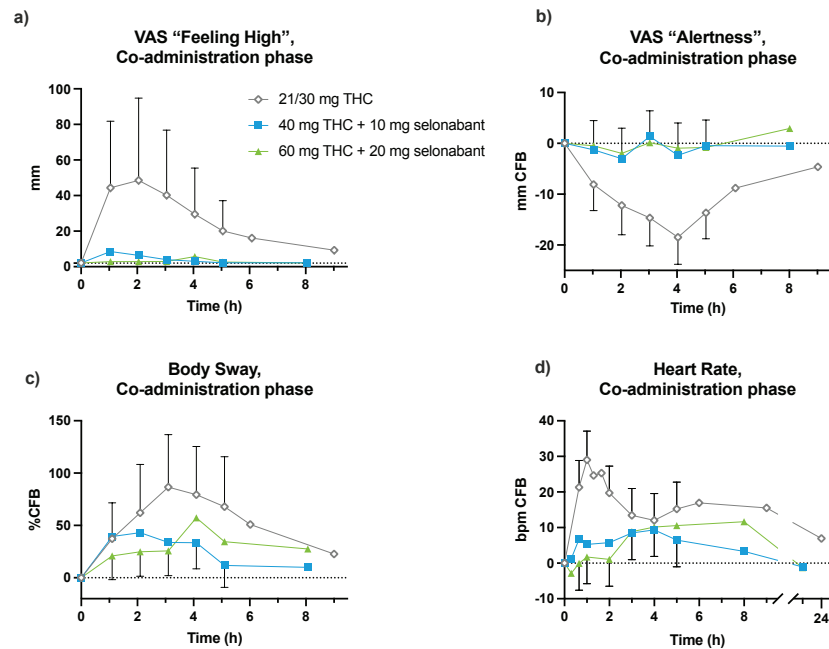 a)
VAS “Feeling High”,
Co-administration phase
100
80
60
40
20
0
mm
0 2 4 6 8
Time (h)
21/30 mg THC
40 mg THC + 10 mg selonabant
60 mg THC + 20 mg selonabant
b)
VAS “Alertness”,
Co-administration phase
10
0
-10
-20
mm CFB
0 2 4 6 8
Time (h)
c)
Body Sway,
Co-administration phase
150
100
50
0
%CFB
0 2 4 6 8
Time (h)
d)
Heart Rate,
Co-administration phase
40
30
20
10
0
-10
bpm CFB
0 2 4 6 8 24
Time (h)